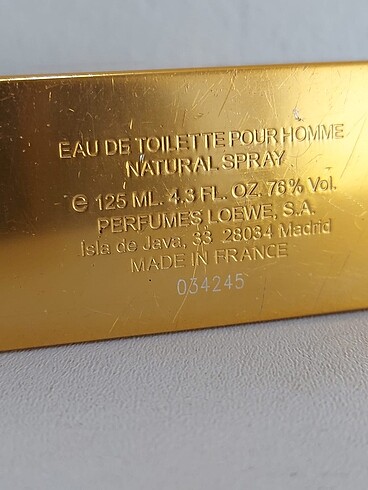 EAU DE TOILETTE POUR HOMME
NATURAL SPRAY
℮ 125 ML. 4.3 FL. OZ. 76% Vol.
PERFUMES LOEWE, S.A.
Isla de Java, 33 28034 Madrid
MADE IN FRANCE
034245